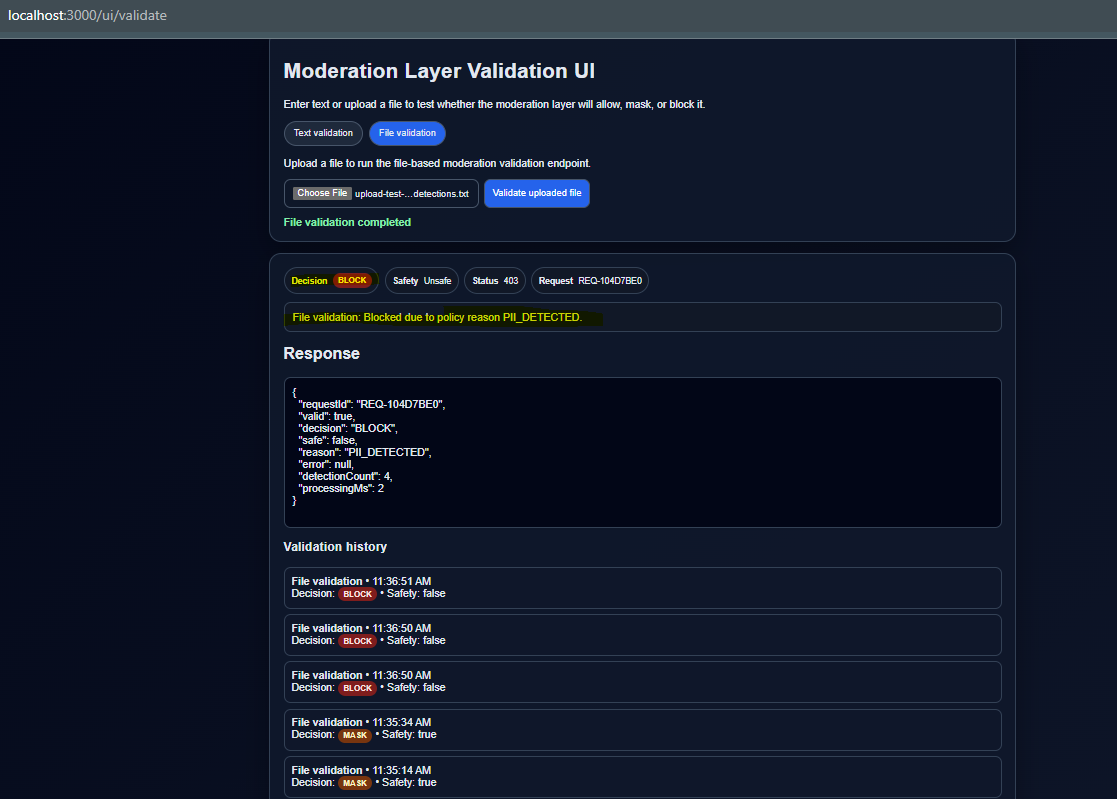 localhost:3000/ui/validate
Moderation Layer Validation UI
Enter text or upload a file to test whether the moderation layer will allow, mask, or block it.
Text validation File validation
Upload a file to run the file-based moderation validation endpoint.
Choose File upload-test-...detections.txt Validate uploaded file
File validation completed
Decision BLOCK Safety Unsafe Status 403 Request REQ-104D7BE0
File validation: Blocked due to policy reason PII_DETECTED.
Response
{
"requestId": "REQ-104D7BE0",
"valid": true,
"decision": "BLOCK",
"safe": false,
"reason": "PII_DETECTED",
"error": null,
"detectionCount": 4,
"processingMs": 2
}
Validation history
File validation • 11:36:51 AM
Decision: BLOCK • Safety: false
File validation • 11:36:50 AM
Decision: BLOCK • Safety: false
File validation • 11:36:50 AM
Decision: BLOCK • Safety: false
File validation • 11:35:34 AM
Decision: MASK • Safety: true
File validation • 11:35:14 AM
Decision: MASK • Safety: true